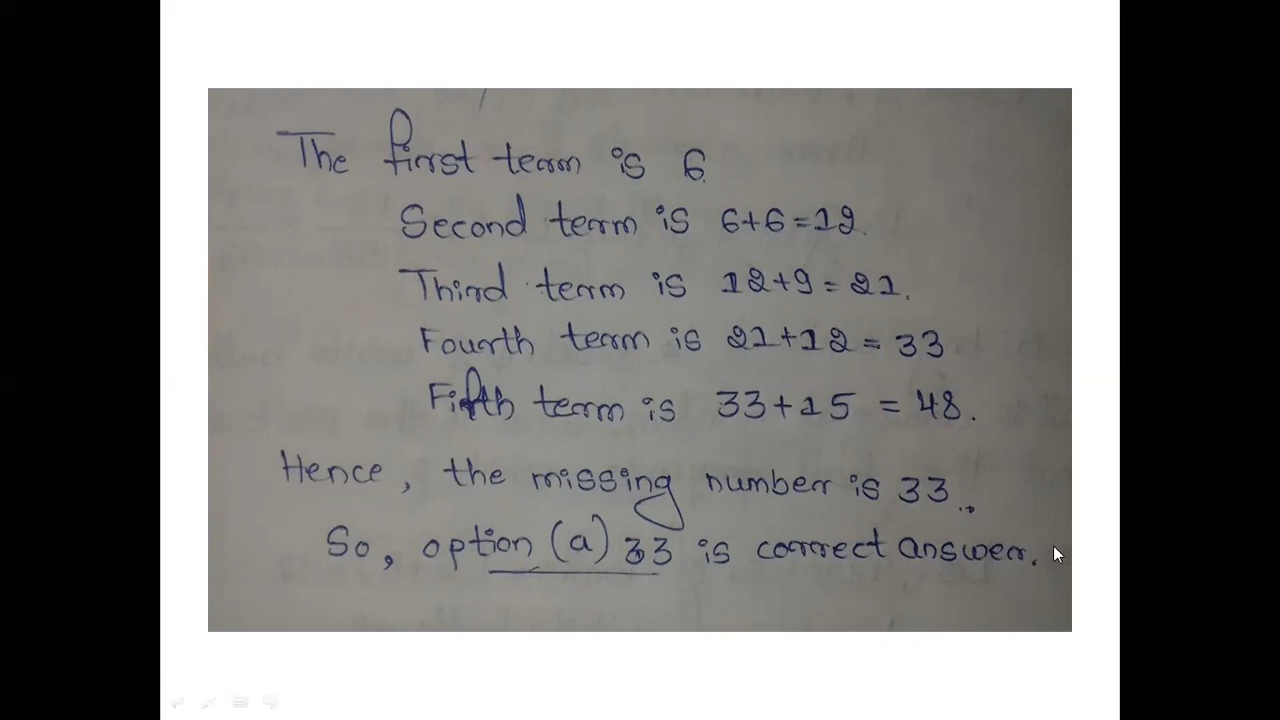 The first term is 6.
Second term is 6+6=12.
Third term is 12+9=21.
Fourth term is 21+12=33
Fifth term is 33+15 = 48.
Hence, the missing number is 33..
So, option (a) 33 is correct answer.